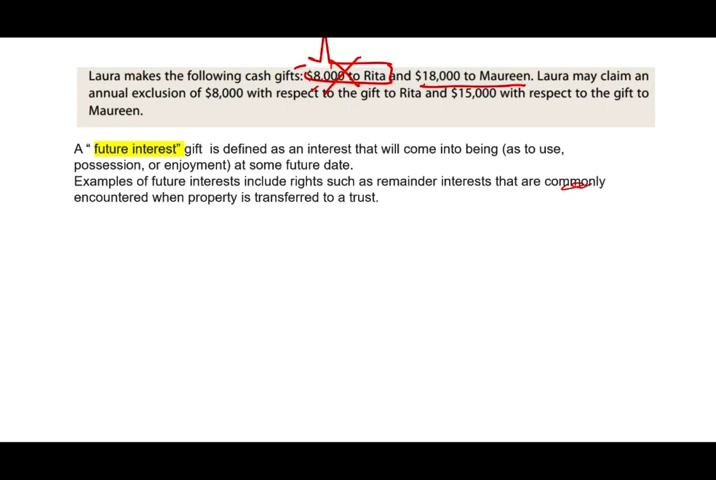 Laura makes the following cash gifts: $8,000 to Rita and $18,000 to Maureen. Laura may claim an
annual exclusion of $8,000 with respect to the gift to Rita and $15,000 with respect to the gift to
Maureen.
A “ future interest” gift is defined as an interest that will come into being (as to use,
possession, or enjoyment) at some future date.
Examples of future interests include rights such as remainder interests that are commonly
encountered when property is transferred to a trust.